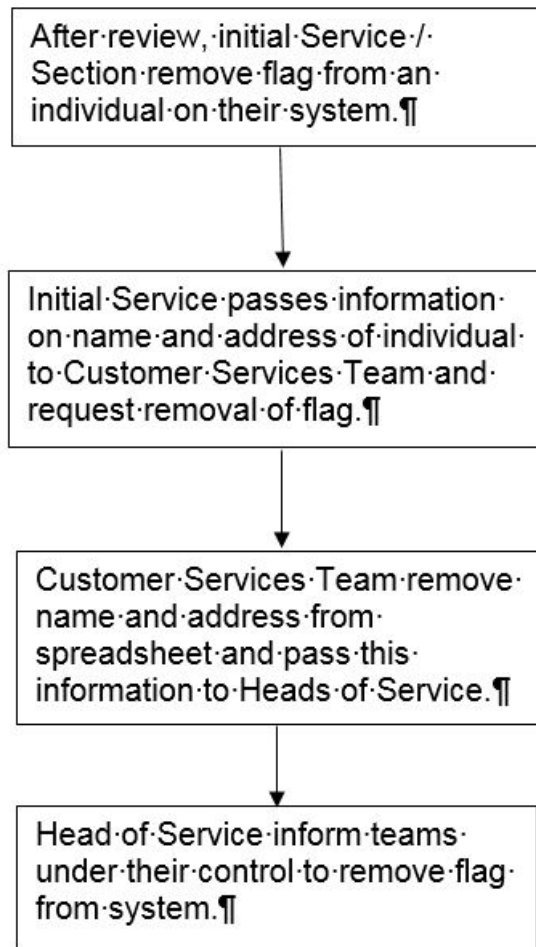 After·review,·initial·Service·/·
Section·remove·flag·from·an·
individual·on·their·system.¶
Initial·Service·passes·information·
on·name·and·address·of·individual·
to·Customer·Services·Team·and·
request·removal·of·flag.¶
Customer·Services·Team·remove·
name·and·address·from·
spreadsheet·and·pass·this·
information·to·Heads·of·Service.¶
Head·of·Service·inform·teams·
under·their·control·to·remove·flag·
from·system.¶